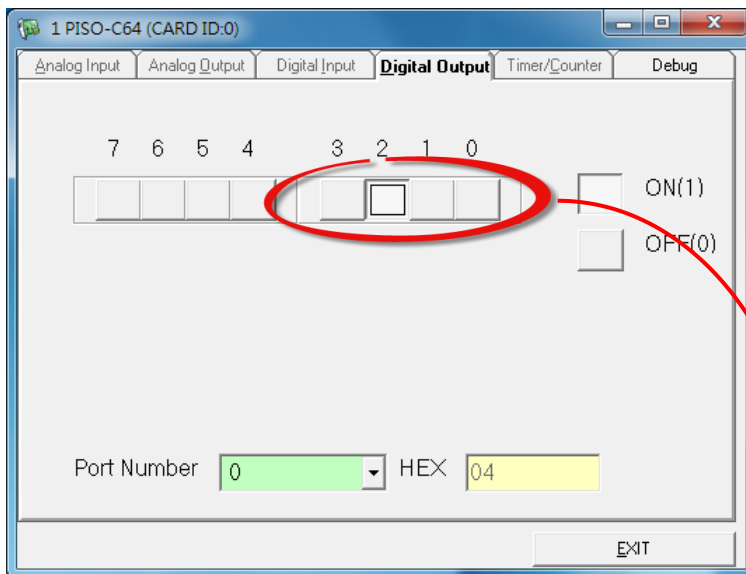 1 PISO-C64 (CARD ID:0)
Analog Input Analog Output Digital Input Digital Output Timer/Counter Debug
7 6 5 4 3 2 1 0
ON(1)
OFF(0)
Port Number 0 HEX 04
EXIT